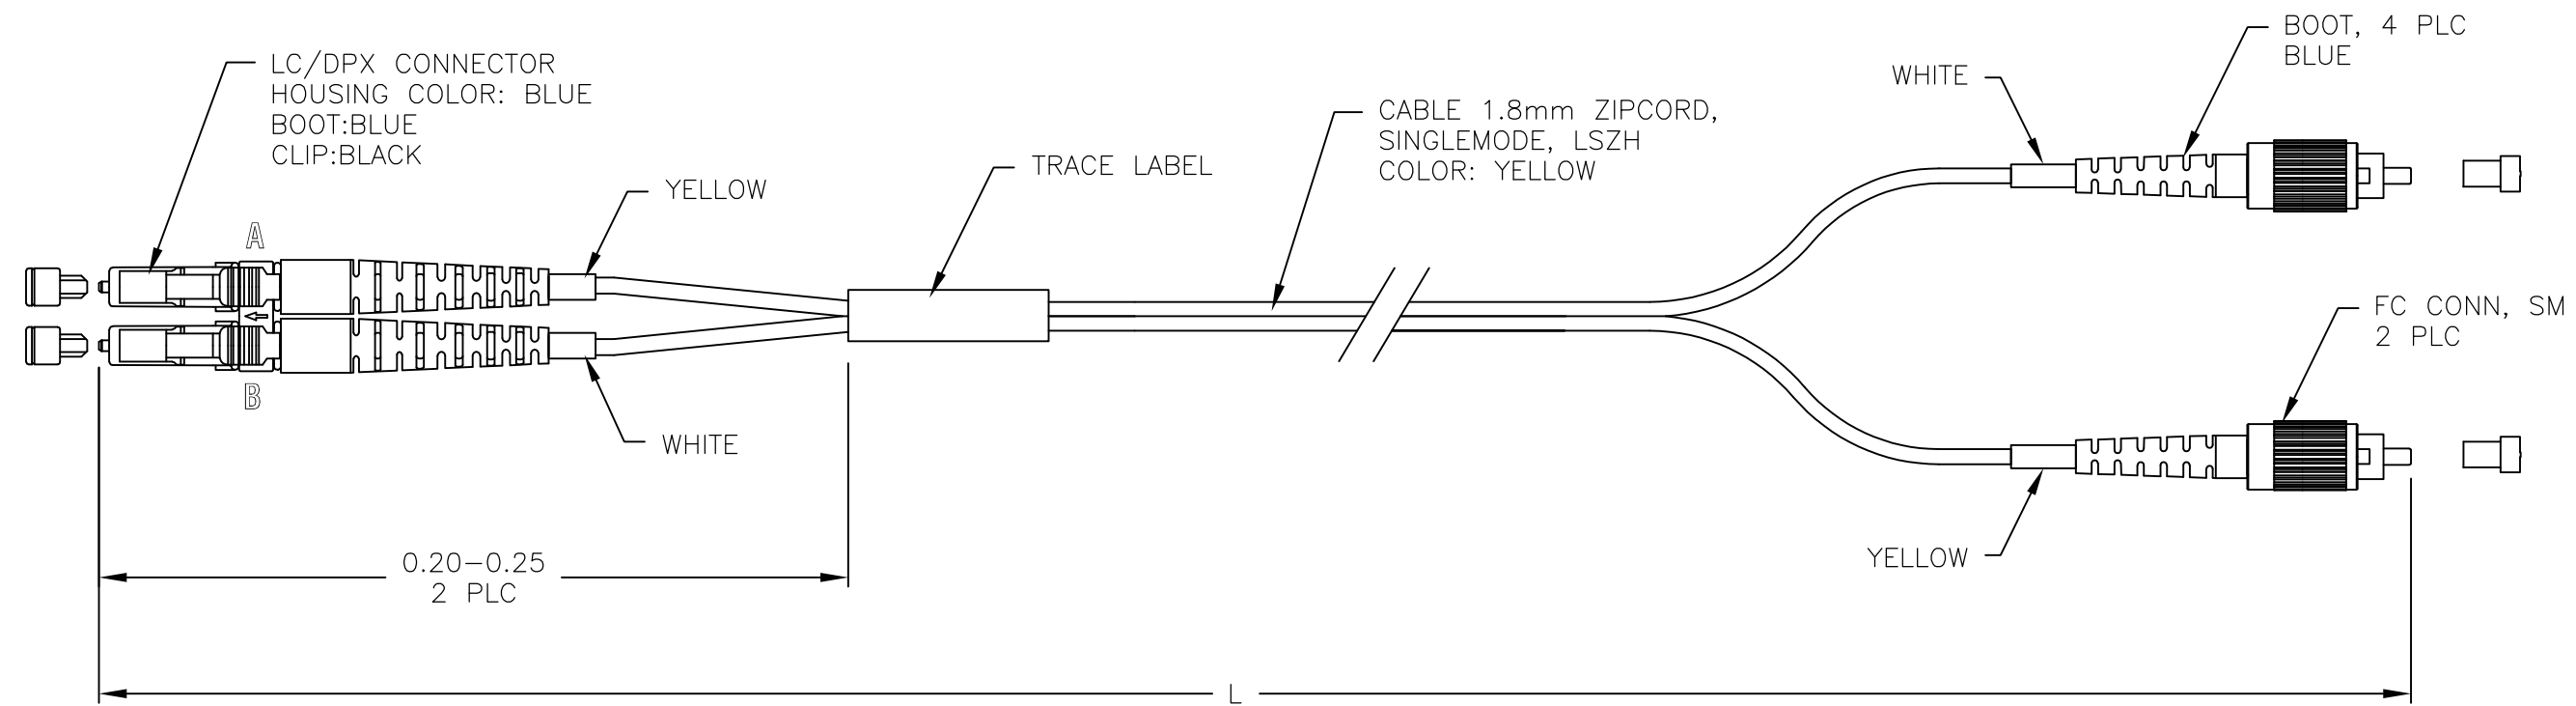 LC/DPX CONNECTOR
HOUSING COLOR: BLUE
BOOT:BLUE
CLIP:BLACK
YELLOW
TRACE LABEL
CABLE 1.8mm ZIPCORD,
SINGLEMODE, LSZH
COLOR: YELLOW
WHITE
BOOT, 4 PLC
BLUE
A
B
WHITE
FC CONN, SM
2 PLC
YELLOW
0.20-0.25
2 PLC
L